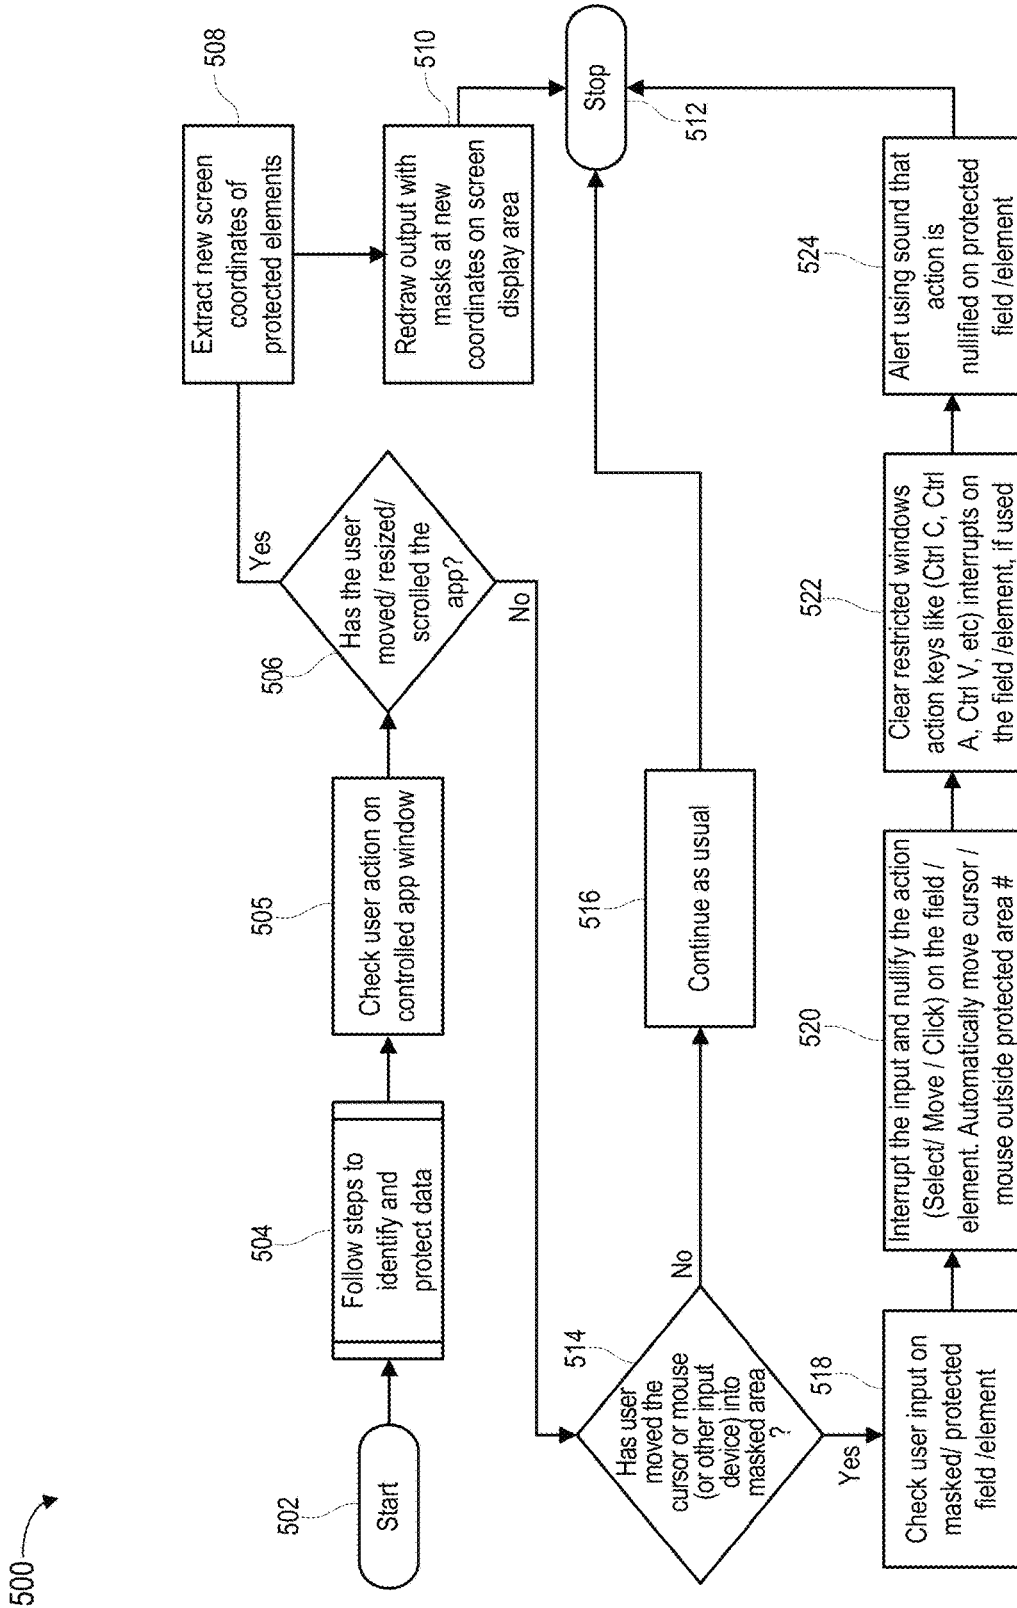 500
502
Start
504
Follow steps to
identify and
protect data
505
Check user action on
controlled app window
506
Has the user
moved/ resized/
scrolled the
app?
Yes
No
508
Extract new screen
coordinates of
protected elements
510
Redraw output with
masks at new
coordinates on screen
display area
Stop
512
514
Has user
moved the
cursor or mouse
(or other input
device) into
masked area
?
No
Yes
516
Continue as usual
518
Check user input on
masked/ protected
field /element
520
Interrupt the input and nullify the action
(Select/ Move / Click) on the field /
element. Automatically move cursor /
mouse outside protected area #
522
Clear restricted windows
action keys like (Ctrl C, Ctrl
A, Ctrl V, etc) interrupts on
the field /element, if used
524
Alert using sound that
action is
nullified on protected
field /element